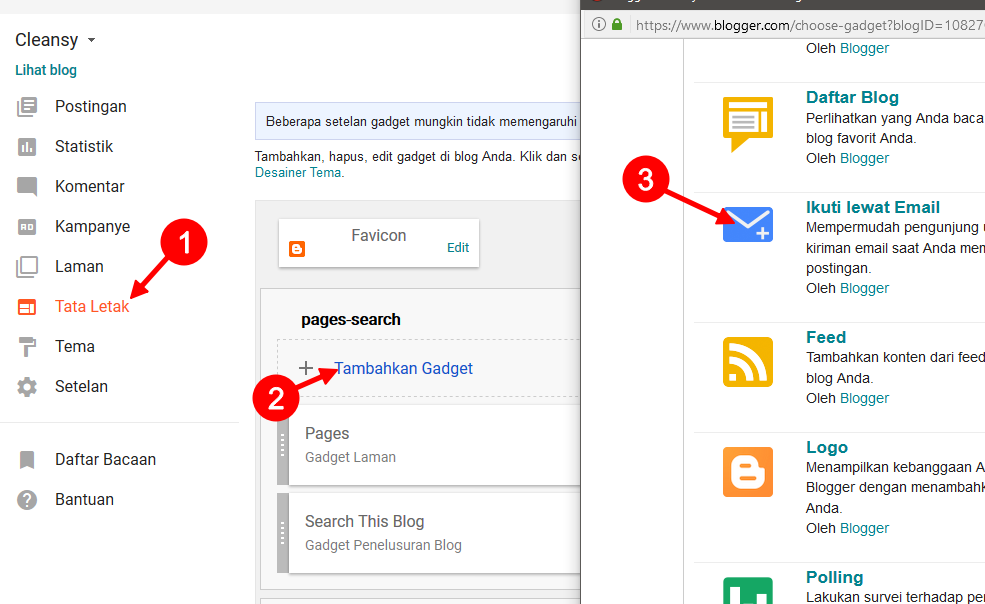 Cleansy
Lihat blog
Postingan
Statistik
Komentar
Kampanye
Laman
Tata Letak
Tema
Setelan
Daftar Bacaan
Bantuan
1
Beberapa setelan gadget mungkin tidak memengaruhi
Tambahkan, hapus, edit gadget di blog Anda. Klik dan se
Desainer Tema.
Favicon
Edit
pages-search
Tambahkan Gadget
2
Pages
Gadget Laman
Search This Blog
Gadget Penelusuran Blog
https://www.blogger.com/choose-gadget?blogID=10827
Oleh Blogger
Daftar Blog
Perlihatkan yang Anda baca
blog favorit Anda.
Oleh Blogger
3
Ikuti lewat Email
Mempermudah pengunjung
kiriman email saat Anda mem
postingan.
Oleh Blogger
Feed
Tambahkan konten dari feed
blog Anda.
Oleh Blogger
Logo
Menampilkan kebanggaan A
Blogger dengan menambahk
Anda.
Oleh Blogger
Polling
Lakukan survei terhadap pen